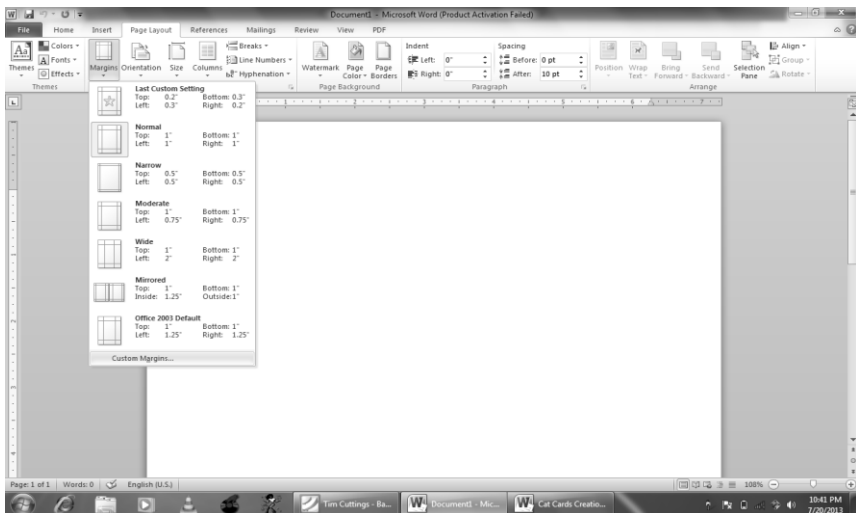 Document1 - Microsoft Word (Product Activation Failed)
File Home Insert Page Layout References Mailings Review View PDF
Colors
Fonts
Effects
Themes
Themes
Margins Orientation Size Columns
Breaks
Line Numbers
Hyphenation
Watermark Page Color Page Borders
Page Background
Indent
Left: 0"
Right: 0"
Spacing
Before: 0 pt
After: 10 pt
Paragraph
Position Wrap Text Bring Forward Send Backward Selection Pane
Align
Group
Rotate
Arrange
Last Custom Setting
Top: 0.2" Bottom: 0.3"
Left: 0.3" Right: 0.2"
Normal
Top: 1" Bottom: 1"
Left: 1" Right: 1"
Narrow
Top: 0.5" Bottom: 0.5"
Left: 0.5" Right: 0.5"
Moderate
Top: 1" Bottom: 1"
Left: 0.75" Right: 0.75"
Wide
Top: 1" Bottom: 1"
Left: 2" Right: 2"
Mirrored
Top: 1" Bottom: 1"
Inside: 1.25" Outside: 1"
Office 2003 Default
Top: 1" Bottom: 1"
Left: 1.25" Right: 1.25"
Custom Margins...
Page: 1 of 1 Words: 0 English (U.S.) 108%
Tim Cuttings - Ba... Document1 - Mic... Cat Cards Creatio...
10:41 PM
7/20/2013